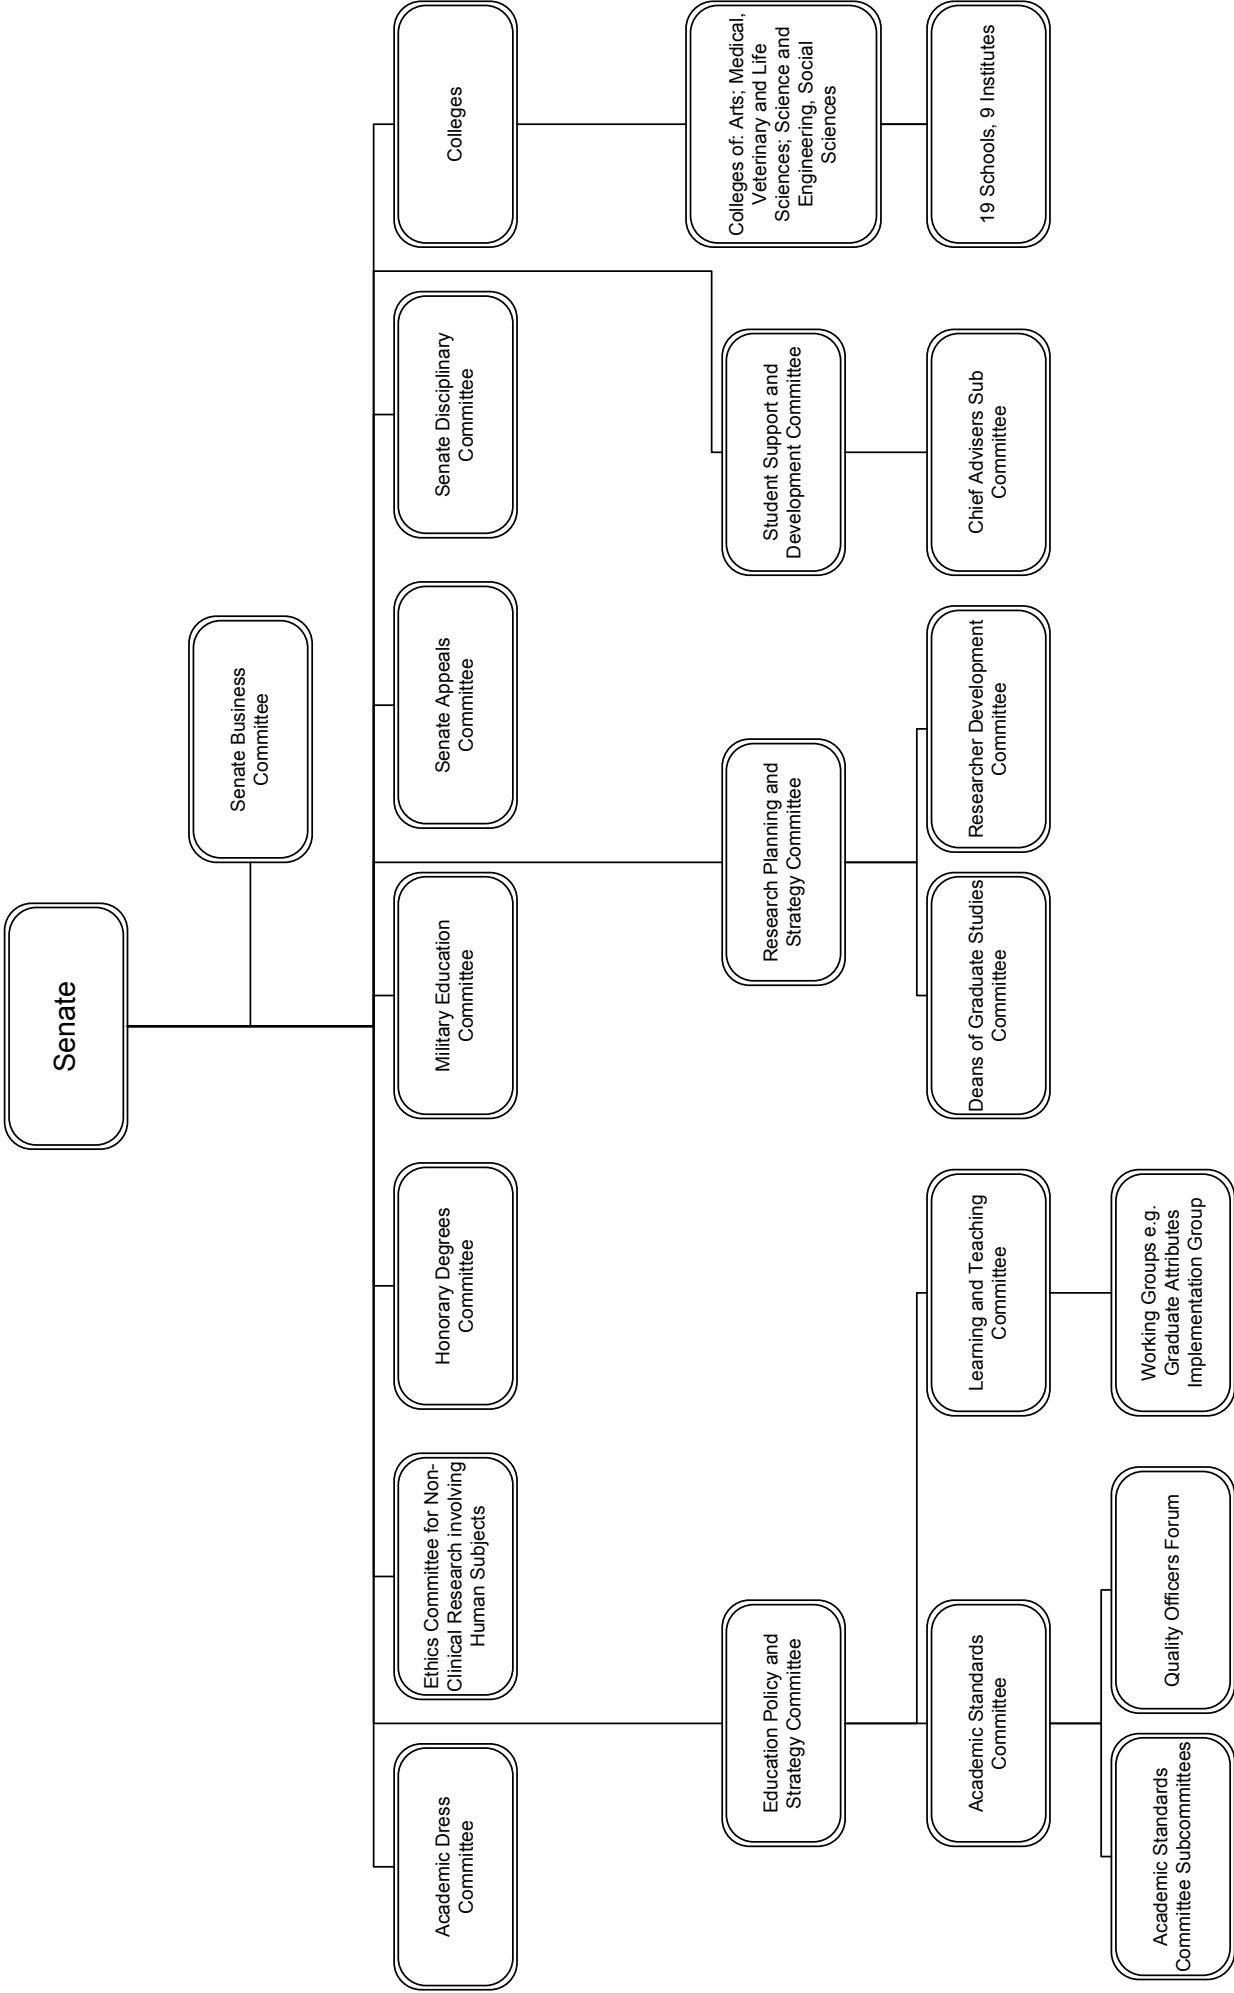 Senate
Senate Business
Committee
Academic Dress
Committee
Ethics Committee for Non-
Clinical Research involving
Human Subjects
Honorary Degrees
Committee
Military Education
Committee
Senate Appeals
Committee
Senate Disciplinary
Committee
Colleges
Education Policy and
Strategy Committee
Research Planning and
Strategy Committee
Student Support and
Development Committee
Colleges of: Arts; Medical,
Veterinary and Life
Sciences; Science and
Engineering, Social
Sciences
Academic Standards
Committee
Learning and Teaching
Committee
Deans of Graduate Studies
Committee
Researcher Development
Committee
Chief Advisers Sub
Committee
19 Schools, 9 Institutes
Academic Standards
Committee Subcommittees
Quality Officers Forum
Working Groups e.g.
Graduate Attributes
Implementation Group